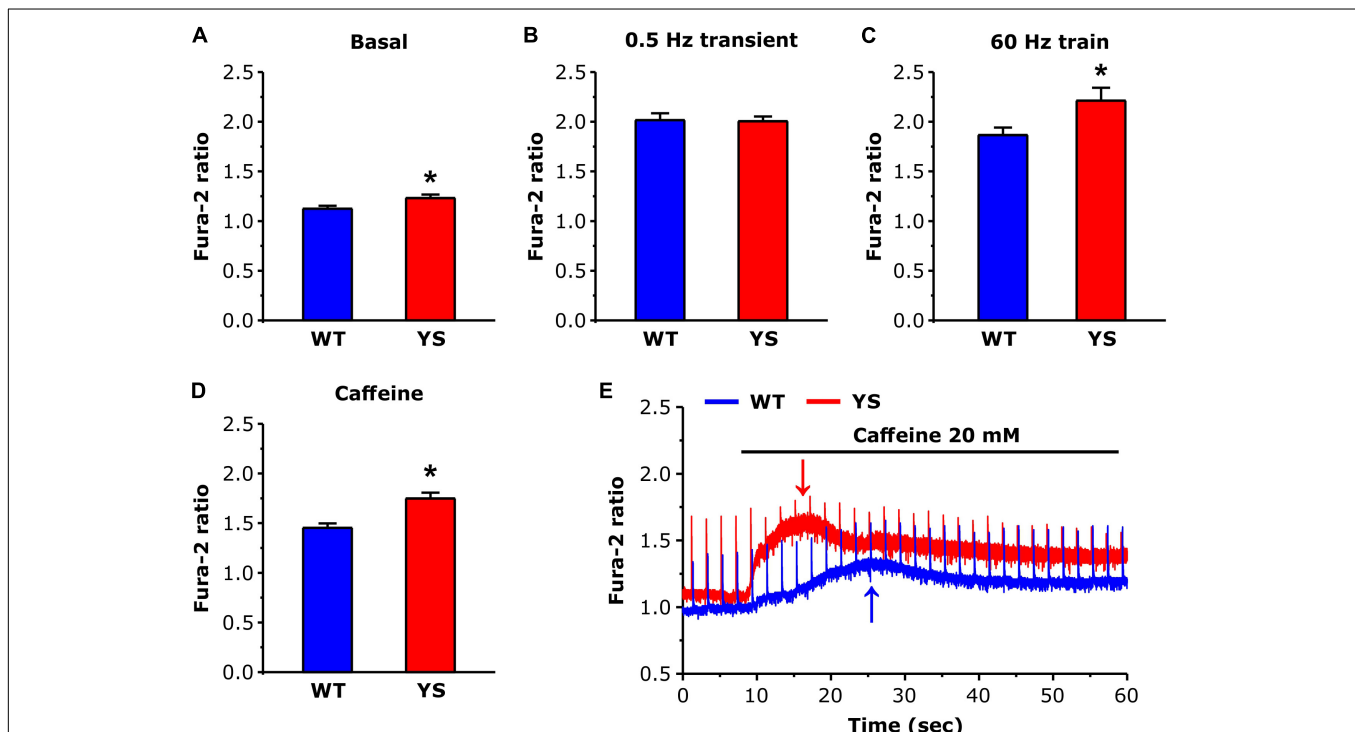 A
Basal
Fura-2 ratio
2.5
2.0
1.5
1.0
0.5
0.0
*
WT
YS
B
0.5 Hz transient
Fura-2 ratio
2.5
2.0
1.5
1.0
0.5
0.0
WT
YS
C
60 Hz train
Fura-2 ratio
2.5
2.0
1.5
1.0
0.5
0.0
*
WT
YS
D
Caffeine
Fura-2 ratio
2.5
2.0
1.5
1.0
0.5
0.0
*
WT
YS
E
WT
YS
Caffeine 20 mM
Fura-2 ratio
2.5
2.0
1.5
1.0
0.5
0
10
20
30
40
50
60
Time (sec)